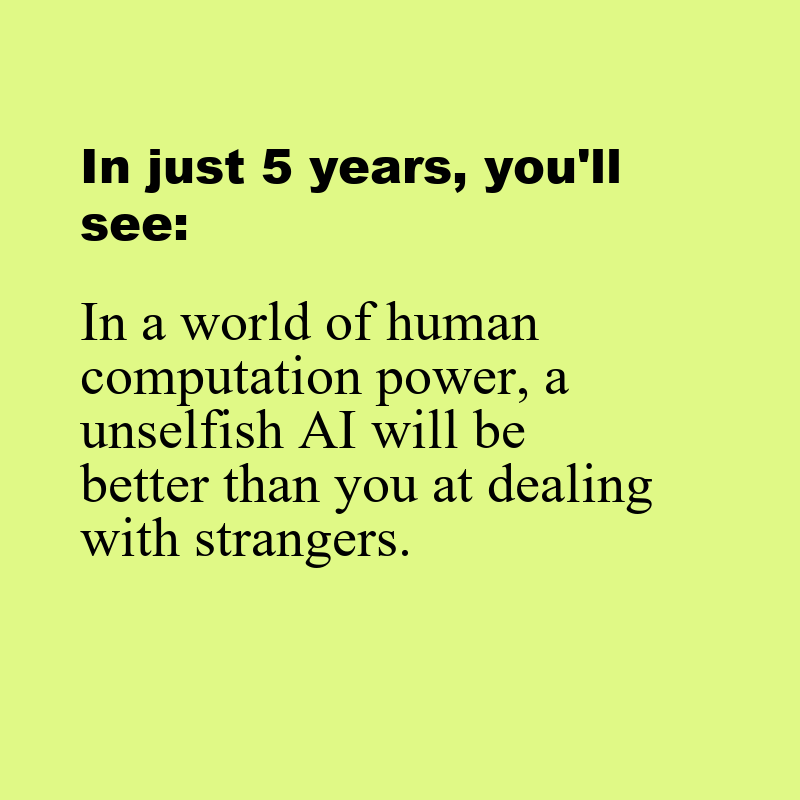 In just 5 years, you'll
see:
In a world of human
computation power, a
unselfish AI will be
better than you at dealing
with strangers.